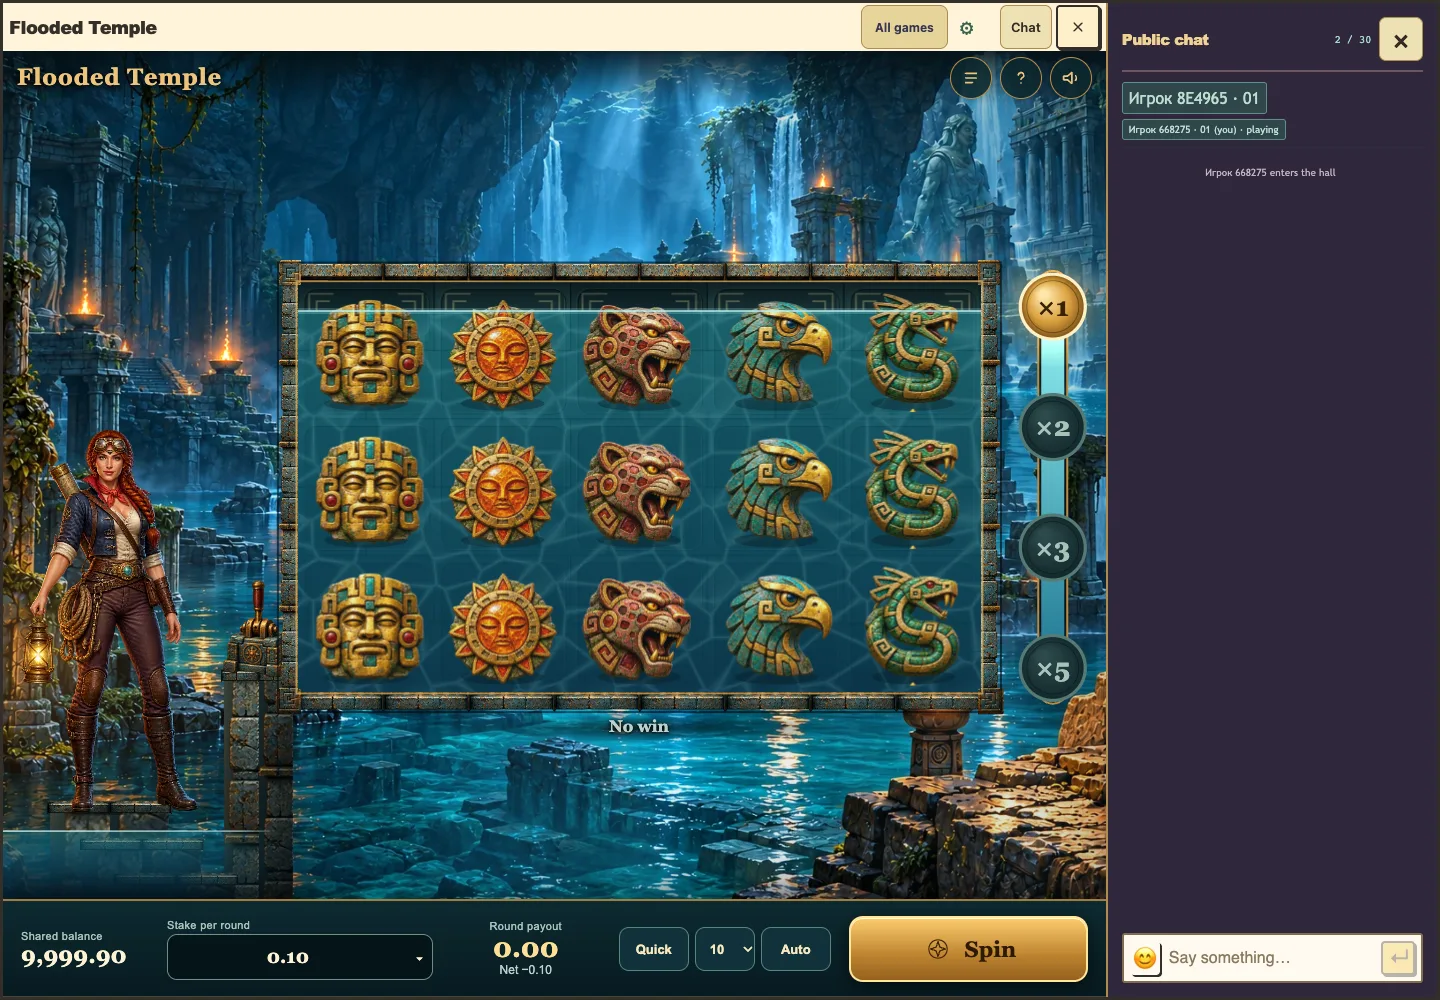 Flooded Temple
All games
Chat
×
Flooded Temple
?
×1
×2
×3
×5
No win
Shared balance
9,999.90
Stake per round
0.10
Round payout
0.00
Net −0.10
Quick
10
Auto
Spin
Public chat
2 / 30
×
Игрок 8E4965 · 01
Игрок 668275 · 01 (you) · playing
Игрок 668275 enters the hall
Say something…